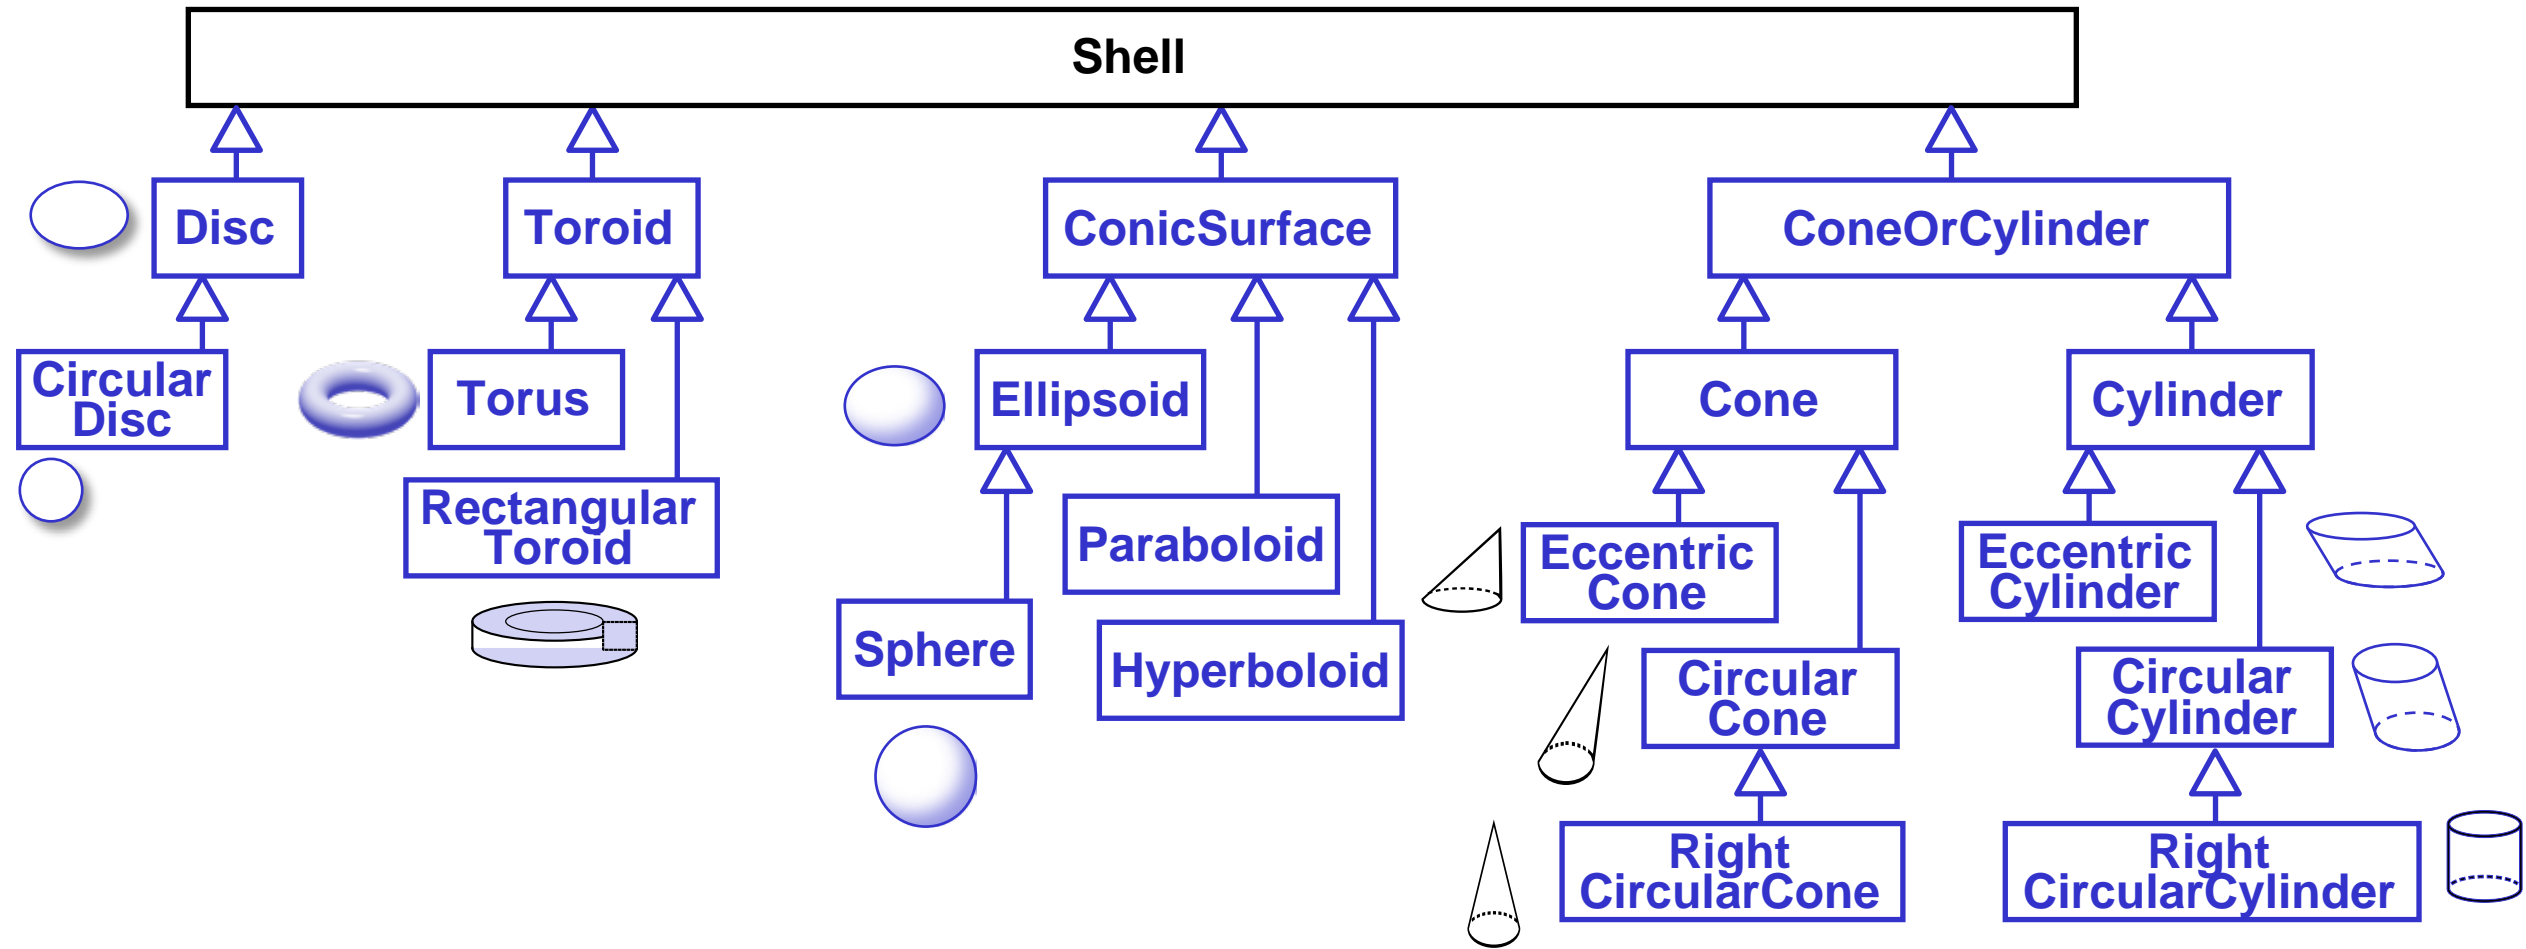 Shell
Disc
Toroid
ConicSurface
ConeOrCylinder
Circular
Disc
Torus
Ellipsoid
Cone
Cylinder
Rectangular
Toroid
Paraboloid
Eccentric
Cone
Eccentric
Cylinder
Sphere
Hyperboloid
Circular
Cone
Circular
Cylinder
Right
CircularCone
Right
CircularCylinder